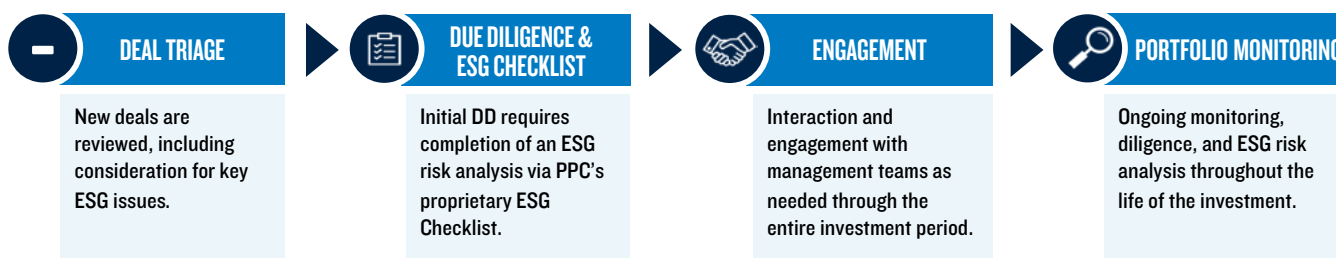 DEAL TRIAGE
New deals are
reviewed, including
consideration for key
ESG issues.
DUE DILIGENCE &
ESG CHECKLIST
Initial DD requires
completion of an ESG
risk analysis via PPC's
proprietary ESG
Checklist.
ENGAGEMENT
Interaction and
engagement with
management teams as
needed through the
entire investment period.
PORTFOLIO MONITORING
Ongoing monitoring,
diligence, and ESG risk
analysis throughout the
life of the investment.